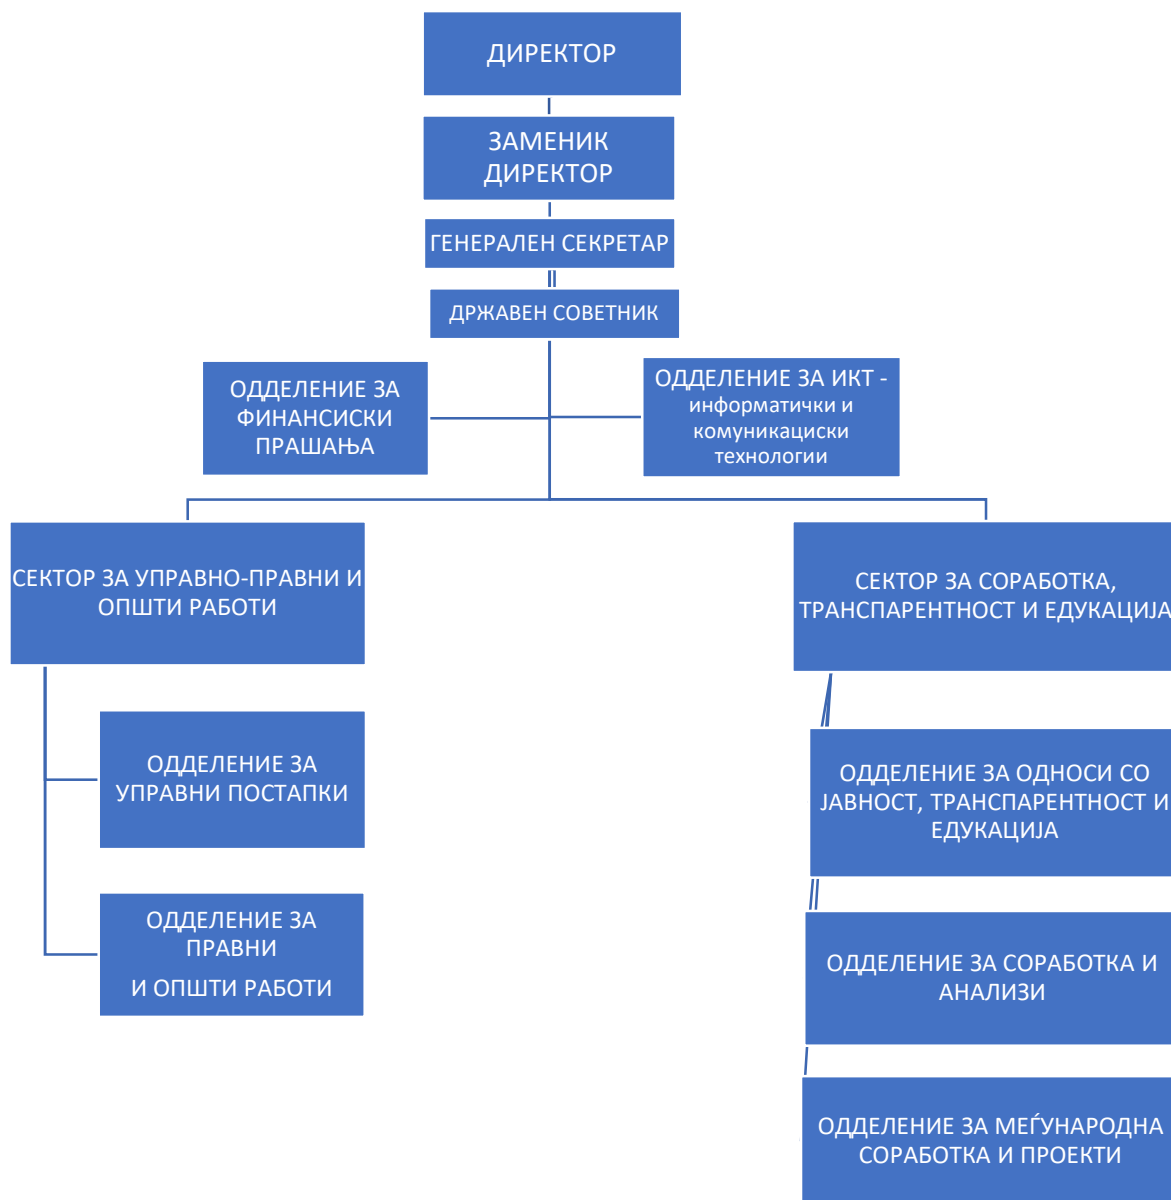 ДИРЕКТОР
ЗАМЕНИК
ДИРЕКТОР
ГЕНЕРАЛЕН СЕКРЕТАР
ДРЖАВЕН СОВЕТНИК
ОДДЕЛЕНИЕ ЗА
ФИНАНСИСКИ
ПРАШАЊА
ОДДЕЛЕНИЕ ЗА ИКТ -
информатички и
комуникациски
технологии
СЕКТОР ЗА УПРАВНО-ПРАВНИ И
ОПШТИ РАБОТИ
ОДДЕЛЕНИЕ ЗА
УПРАВНИ ПОСТАПКИ
ОДДЕЛЕНИЕ ЗА
ПРАВНИ
И ОПШТИ РАБОТИ
СЕКТОР ЗА СОРАБОТКА,
ТРАНСПАРЕНТНОСТ И ЕДУКАЦИЈА
ОДДЕЛЕНИЕ ЗА ОДНОСИ СО
ЈАВНОСТ, ТРАНСПАРЕНТНОСТ И
ЕДУКАЦИЈА
ОДДЕЛЕНИЕ ЗА СОРАБОТКА И
АНАЛИЗИ
ОДДЕЛЕНИЕ ЗА МЕЃУНАРОДНА
СОРАБОТКА И ПРОЕКТИ